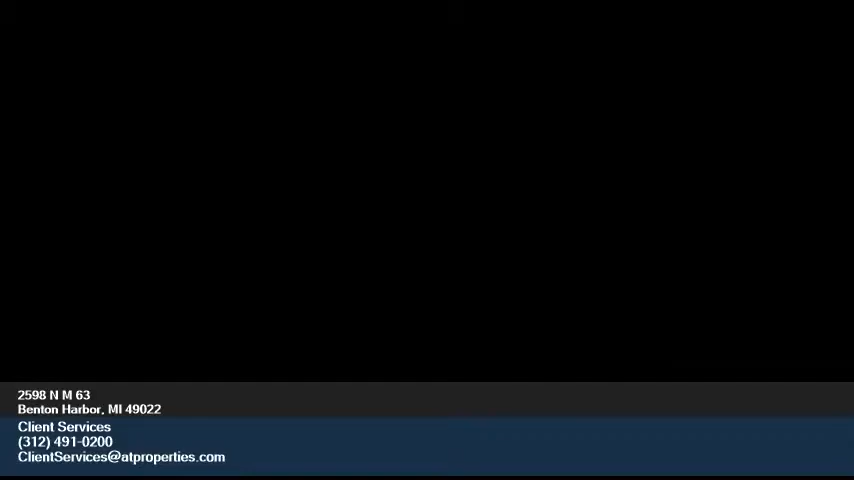 2598 N M 63
Benton Harbor, MI 49022
Client Services
(312) 491-0200
ClientServices@atproperties.com